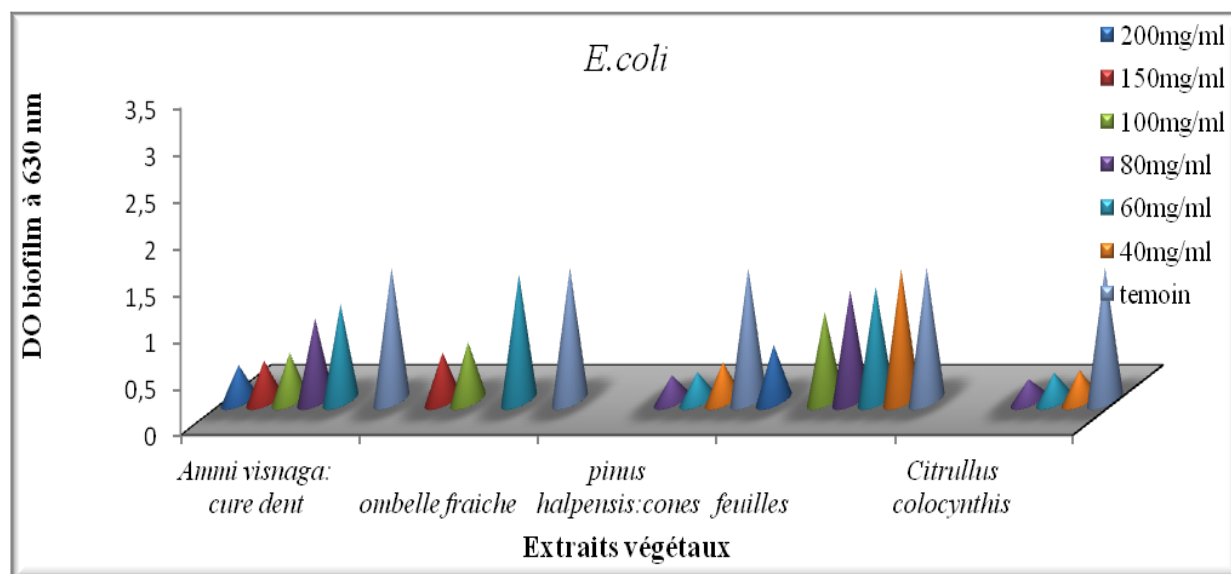 E.coli
DO biofilm à 630 nm
3,5
3
2,5
2
1,5
1
0,5
0
200mg/ml
150mg/ml
100mg/ml
80mg/ml
60mg/ml
40mg/ml
temoin
Ammi visnaga:
cure dent
ombelle fraiche
pinus
halpensis:cones
feuilles
Citrullus
colocynthis
Extraits végétaux